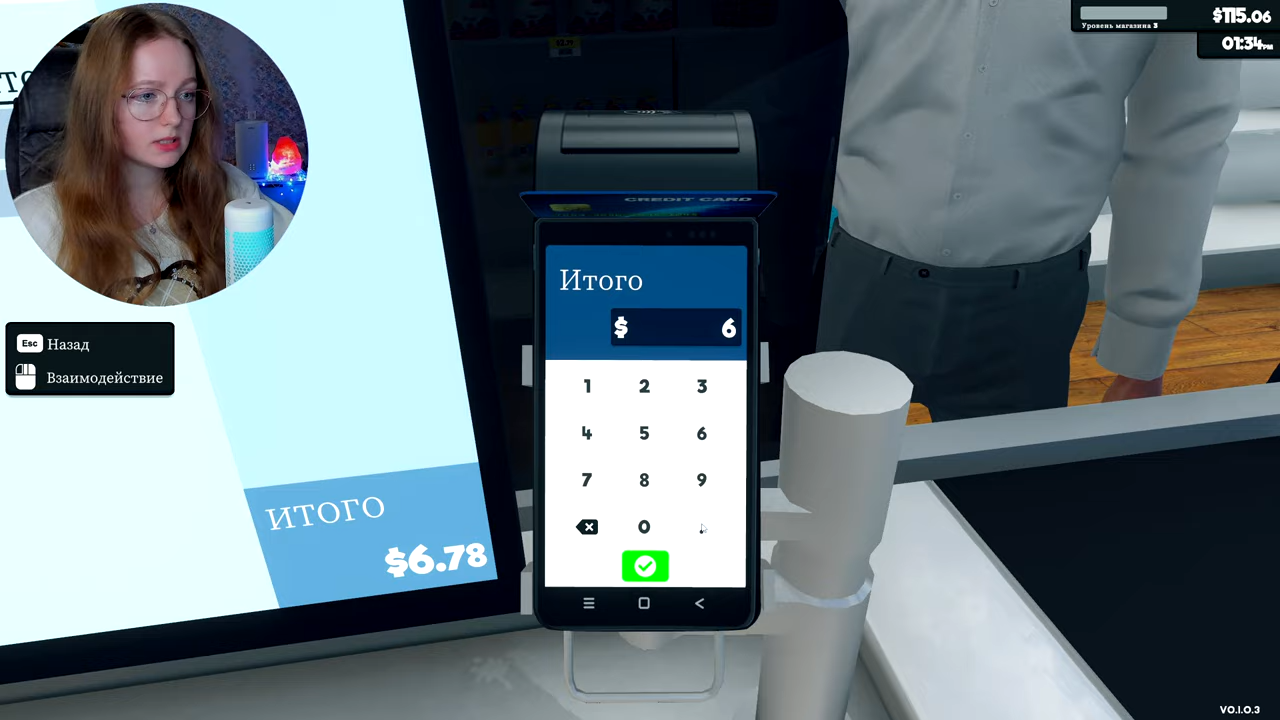 $115.06
Уровень магазина 3
01:34PM
CREDIT CARD
Итого
$ 6
Esc Назад
Взаимодействие
1 2 3
4 5 6
7 8 9
0 .
ИТОГО
$6.78
V0.1.0.3